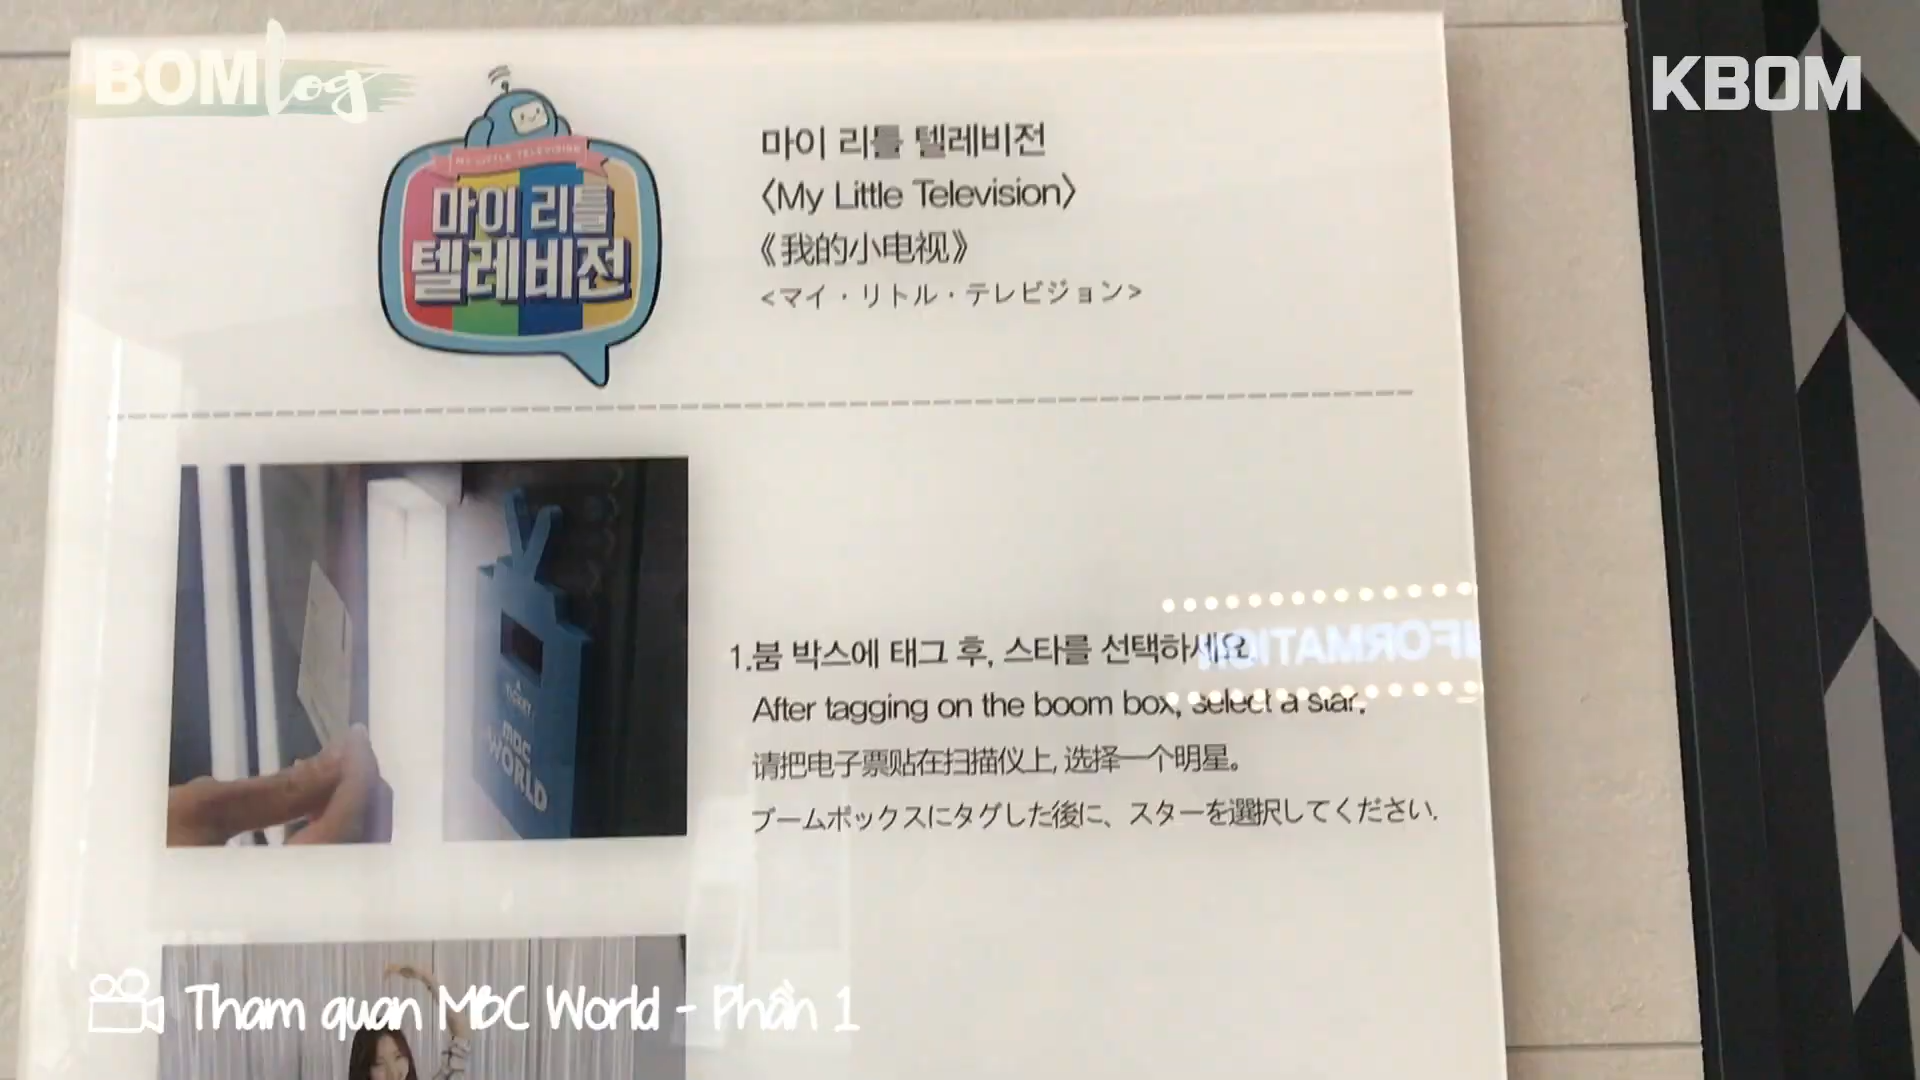 BOMlog
KBOM
MY LITTLE TELEVISION
마이 리틀
텔레비전
마이 리틀 텔레비전
〈My Little Television〉
《我的小电视》
<マイ・リトル・テレビジョン>
1.붐 박스에 태그 후, 스타를 선택하세요
After tagging on the boom box, select a star.
请把电子票贴在扫描仪上, 选择一个明星。
ブームボックスにタグした後に、スターを選択してください.
INFORMATION
TICKET
MBC
WORLD
Tham quan MBC World - Phần 1